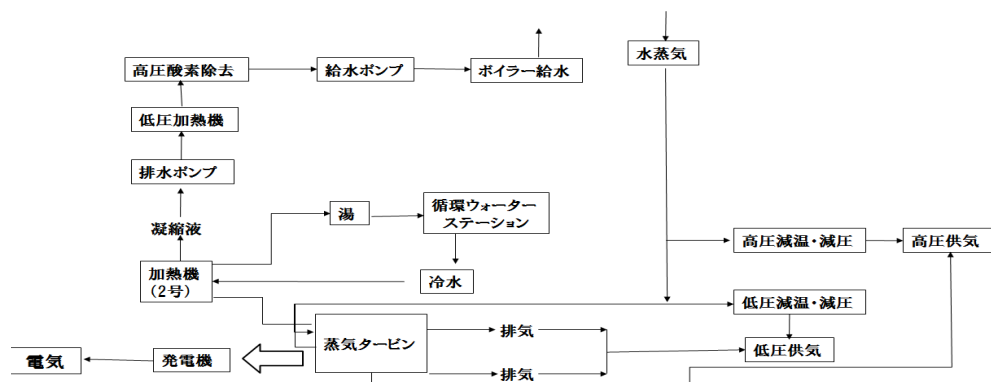 水蒸気
高圧酸素除去
給水ポンプ
ボイラー給水
低圧加熱機
排水ポンプ
凝縮液
湯
循環ウォーター
ステーション
高圧減温・減圧
高圧供気
加熱機
(2号)
冷水
低圧減温・減圧
蒸気タービン
排気
低圧供気
電気
発電機
排気